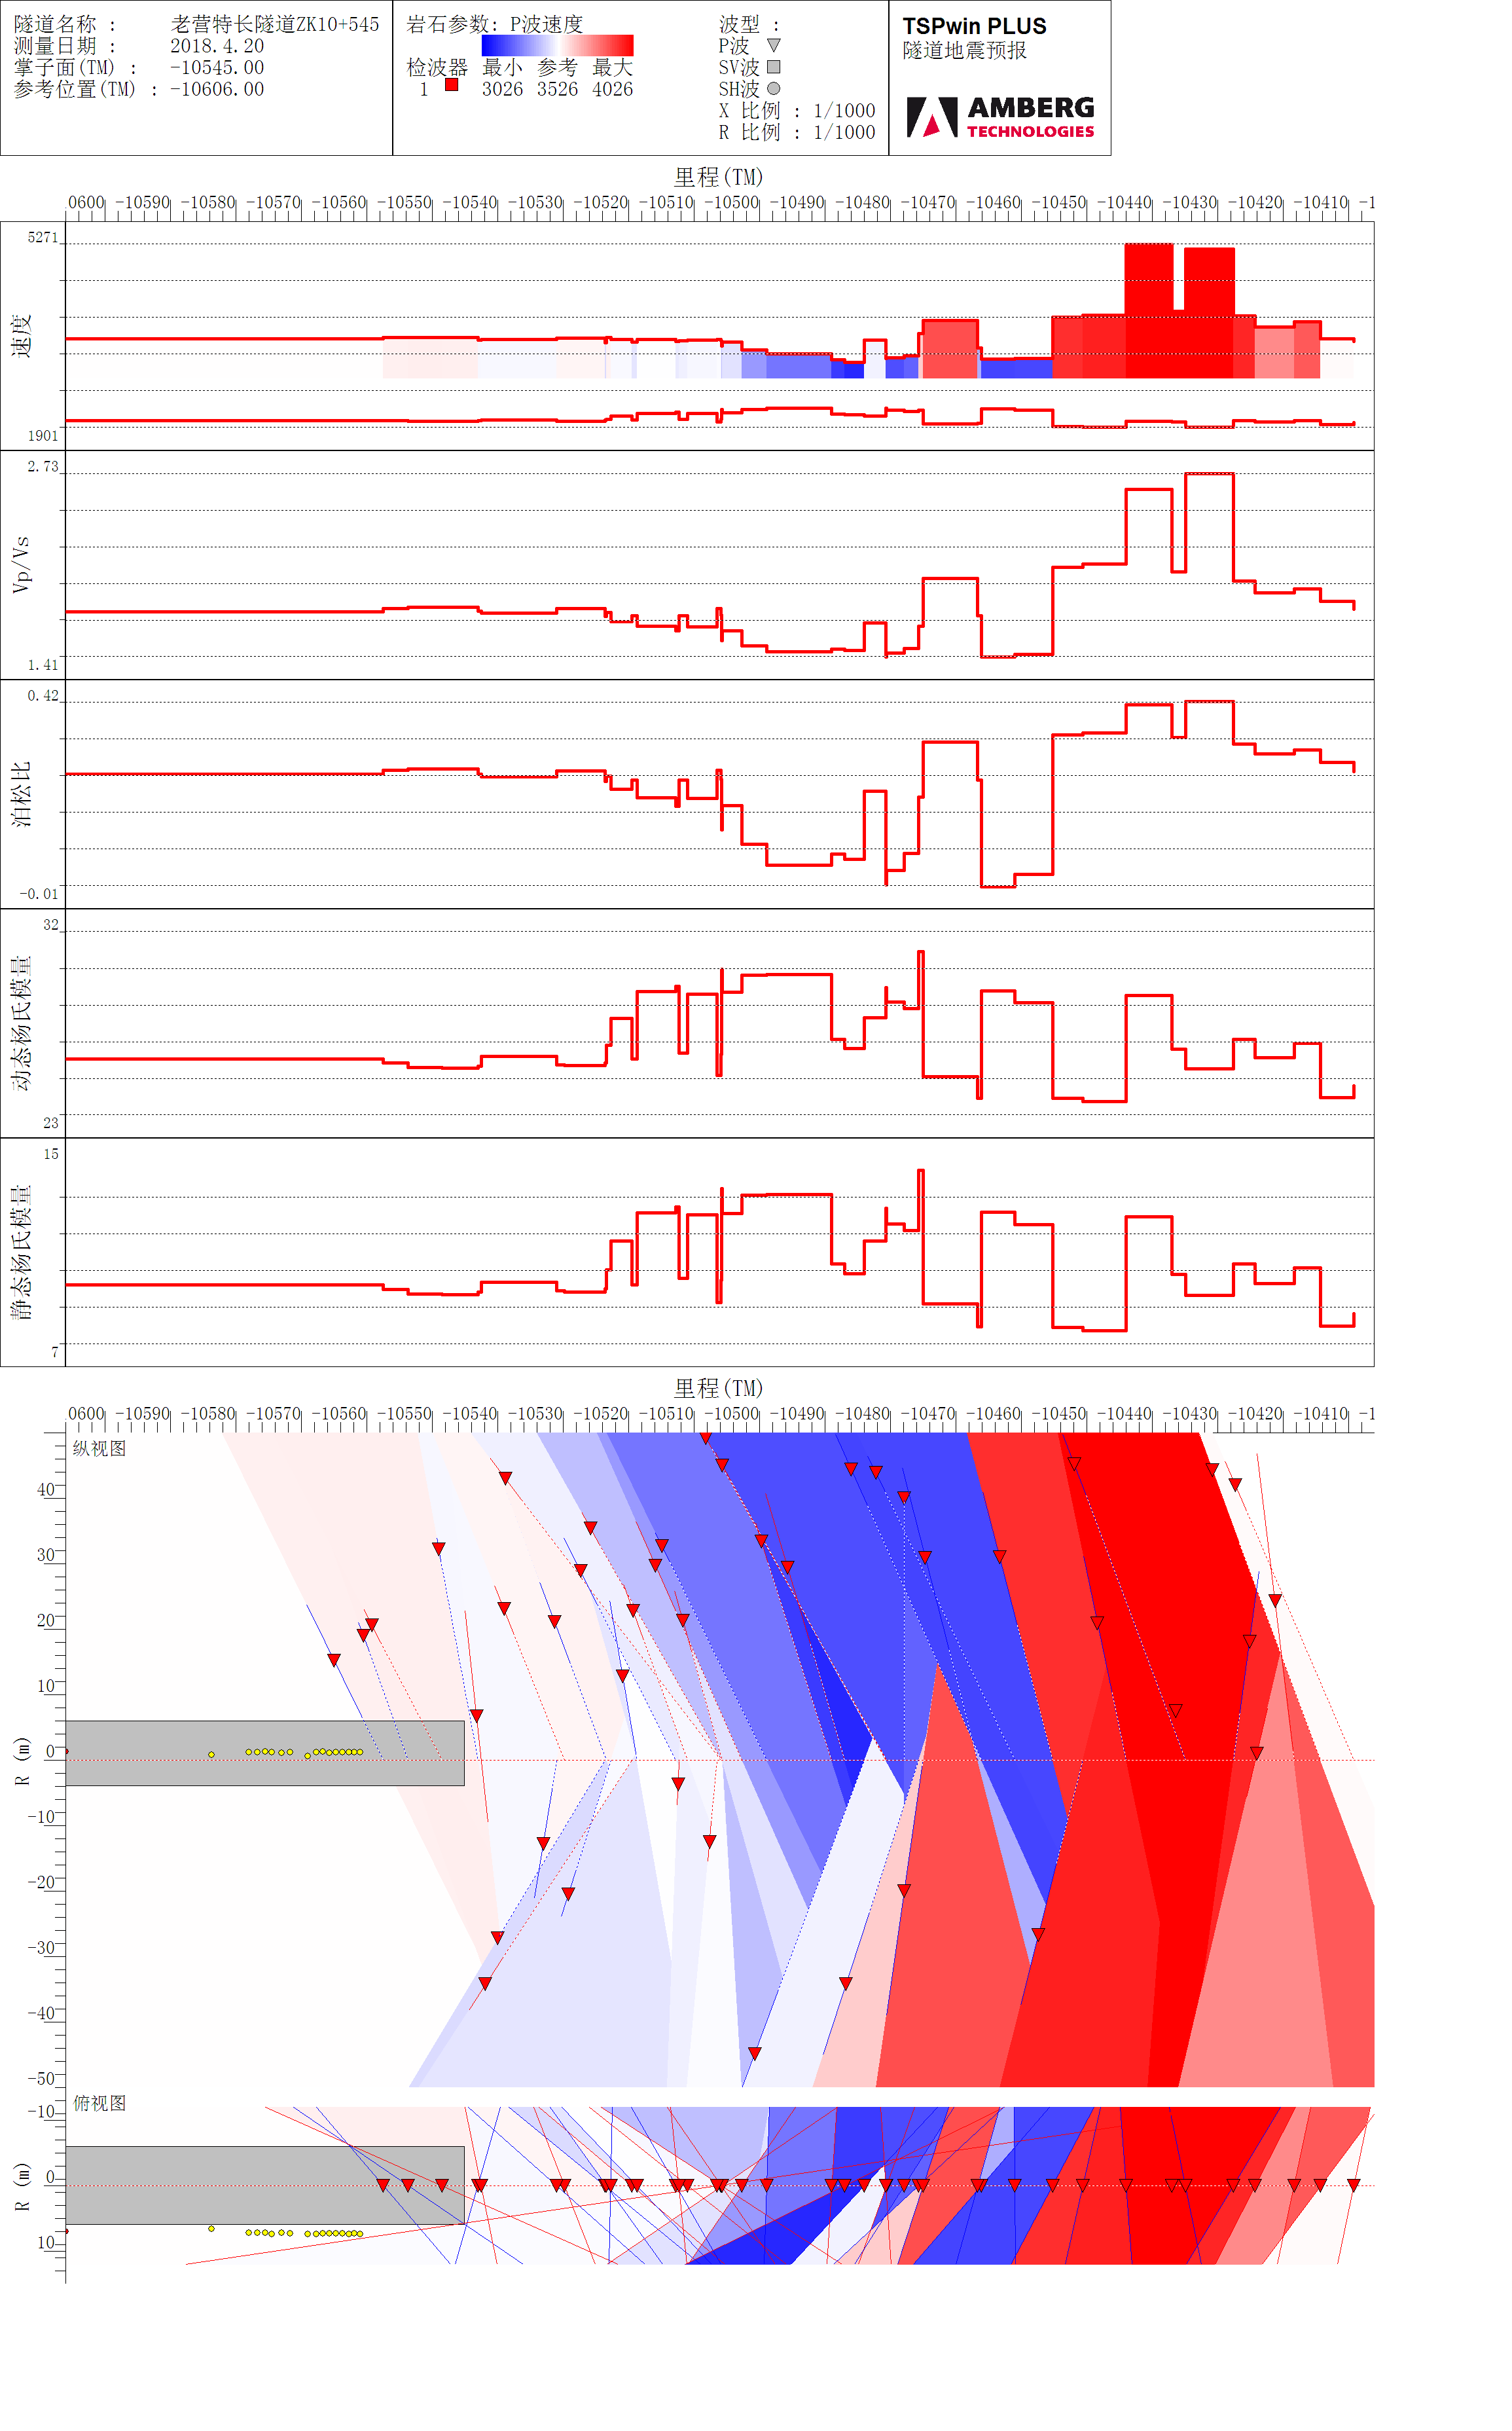 隧道名称 : 老营特长隧道ZK10+545
测量日期 : 2018.4.20
掌子面(TM) : -10545.00
参考位置(TM) : -10606.00
岩石参数: P波速度
检波器 最小 参考 最大
1 3026 3526 4026
波型 :
P波
SV波
SH波
X 比例 : 1/1000
R 比例 : 1/1000
TSPwin PLUS
隧道地震预报
AMBERG
TECHNOLOGIES
里程(TM)
0600 -10590 -10580 -10570 -10560 -10550 -10540 -10530 -10520 -10510 -10500 -10490 -10480 -10470 -10460 -10450 -10440 -10430 -10420 -10410 -1
5271
速度
1901
2.73
Vp/Vs
1.41
0.42
泊松比
-0.01
32
动态杨氏模量
23
15
静态杨氏模量
7
里程(TM)
0600 -10590 -10580 -10570 -10560 -10550 -10540 -10530 -10520 -10510 -10500 -10490 -10480 -10470 -10460 -10450 -10440 -10430 -10420 -10410 -1
纵视图
40
30
20
10
0
R (m)
-10
-20
-30
-40
-50
俯视图
-10
0
R (m)
10